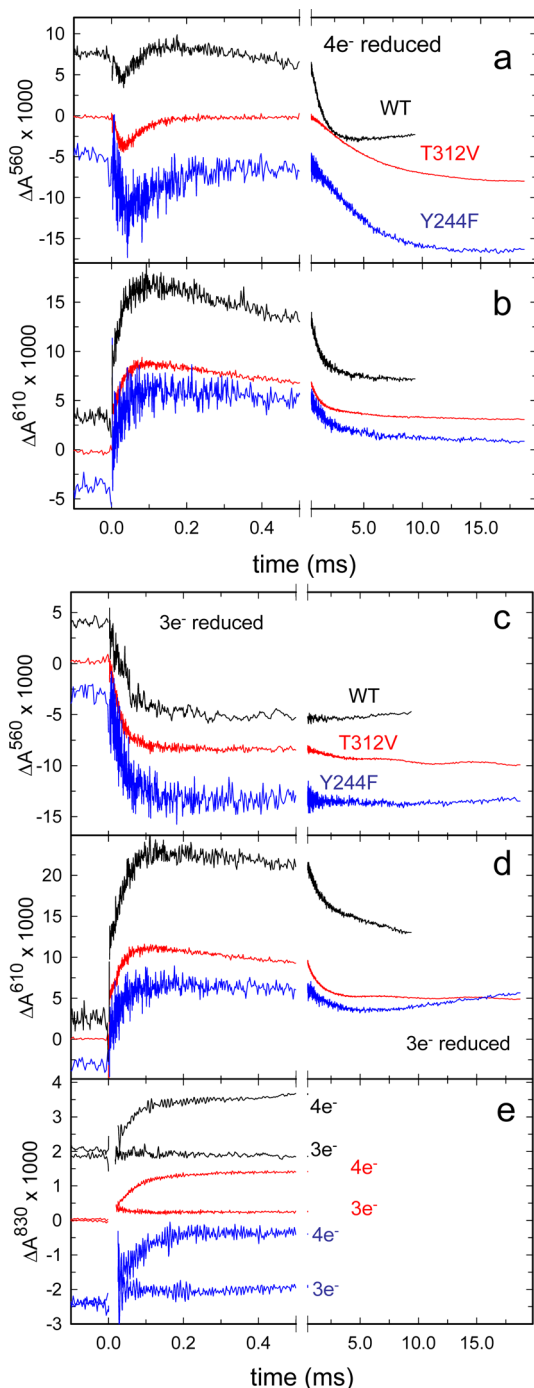 4e⁻ reduced
a
10
5
0
-5
-10
-15
ΔA⁵⁶⁰ x 1000
WT
T312V
Y244F
b
15
10
5
0
-5
ΔA⁶¹⁰ x 1000
0.0 0.2 0.4 5.0 10.0 15.0
time (ms)
3e⁻ reduced
c
5
0
-5
-10
-15
ΔA⁵⁶⁰ x 1000
WT
T312V
Y244F
d
20
15
10
5
0
ΔA⁶¹⁰ x 1000
3e⁻ reduced
e
4
3
2
1
0
-1
-2
-3
ΔA⁸³⁰ x 1000
4e⁻
3e⁻
4e⁻
3e⁻
4e⁻
3e⁻
0.0 0.2 0.4 5.0 10.0 15.0
time (ms)